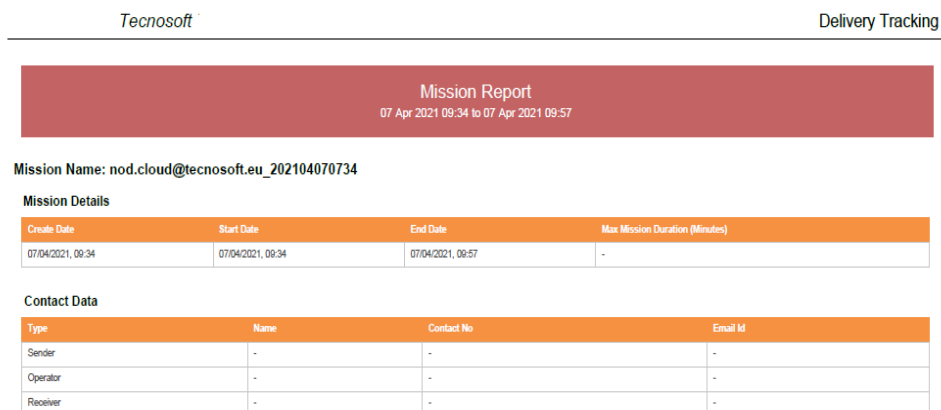 Tecnosoft Delivery Tracking
Mission Report
07 Apr 2021 09:34 to 07 Apr 2021 09:57
Mission Name: nod.cloud@tecnosoft.eu_202104070734
Mission Details
Create Date Start Date End Date Max Mission Duration (Minutes)
07/04/2021, 09:34 07/04/2021, 09:34 07/04/2021, 09:57 -
Contact Data
Type Name Contact No Email Id
Sender - - -
Operator - - -
Receiver - - -